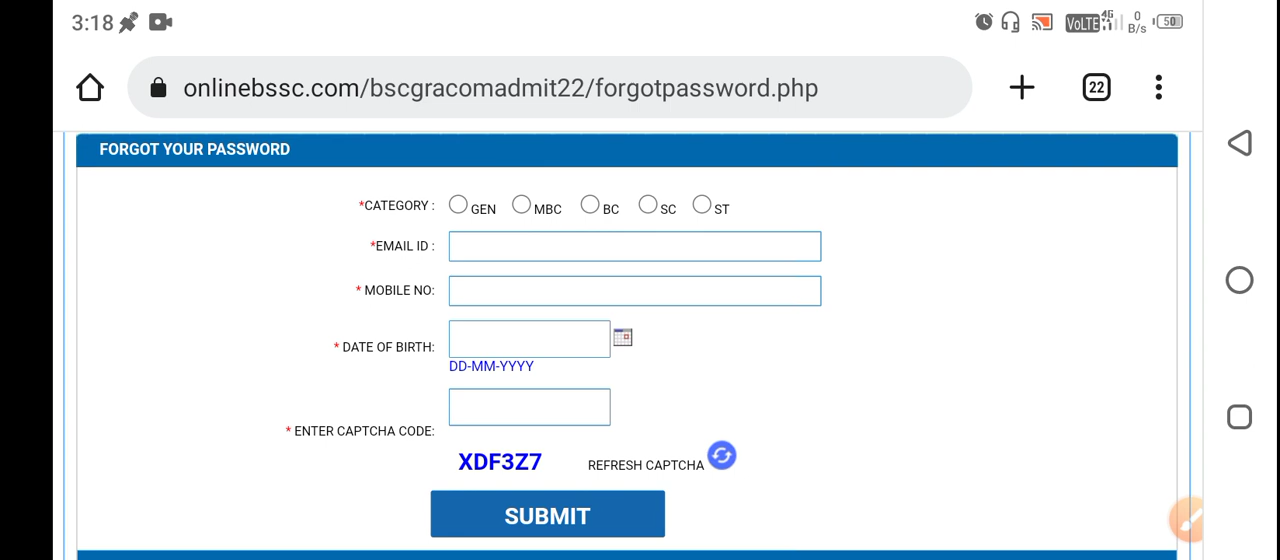 3:18
VoLTE 4G 0 B/s 50
onlinebssc.com/bscgracomadmit22/forgotpassword.php
22
FORGOT YOUR PASSWORD
*CATEGORY : GEN MBC BC SC ST
*EMAIL ID :
* MOBILE NO:
* DATE OF BIRTH:
DD-MM-YYYY
* ENTER CAPTCHA CODE:
XDF3Z7 REFRESH CAPTCHA
SUBMIT